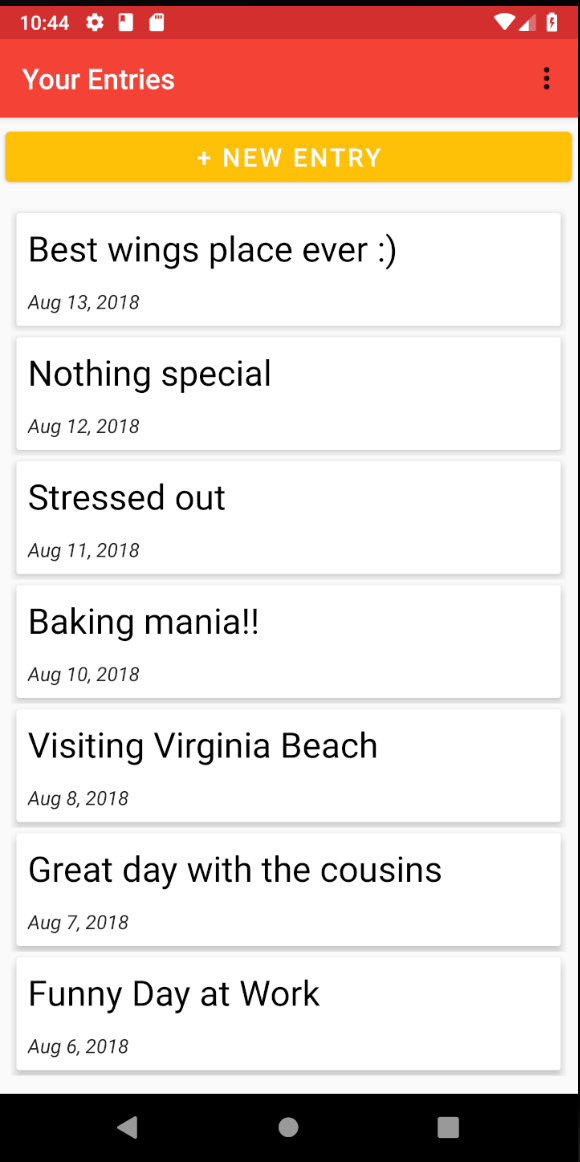 10:44
Your Entries
+ NEW ENTRY
Best wings place ever :)
Aug 13, 2018
Nothing special
Aug 12, 2018
Stressed out
Aug 11, 2018
Baking mania!!
Aug 10, 2018
Visiting Virginia Beach
Aug 8, 2018
Great day with the cousins
Aug 7, 2018
Funny Day at Work
Aug 6, 2018